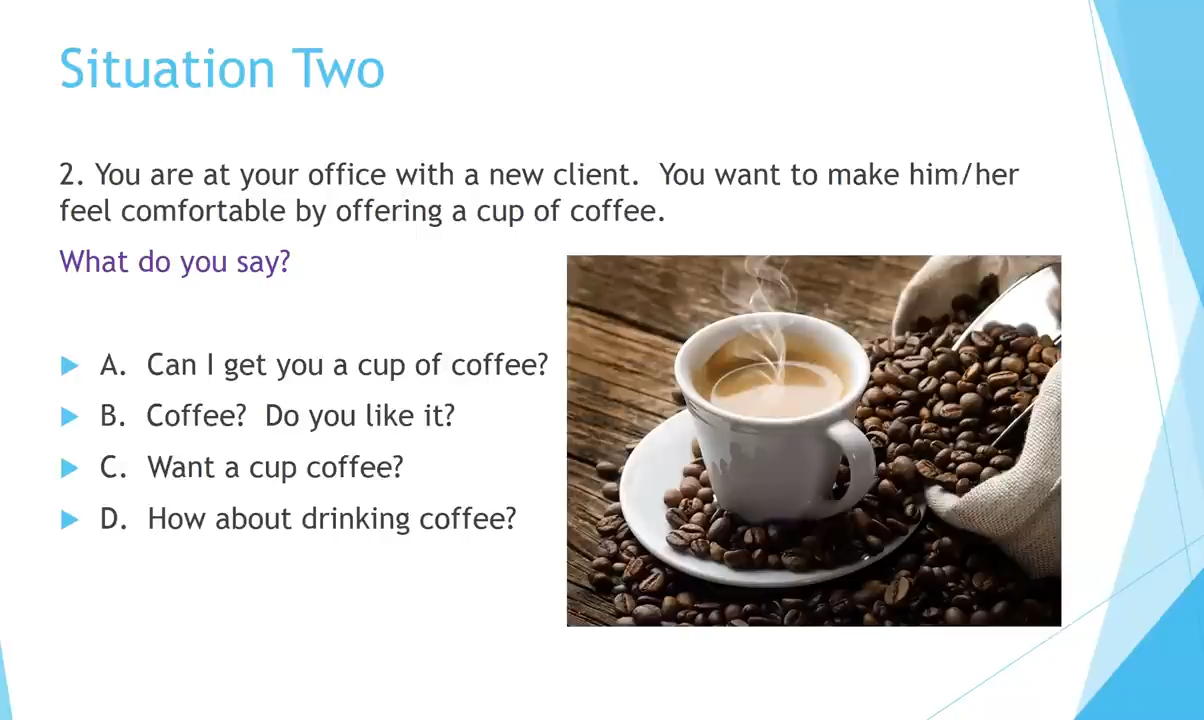 Situation Two
2. You are at your office with a new client.  You want to make him/her
feel comfortable by offering a cup of coffee.
What do you say?
A.  Can I get you a cup of coffee?
B.  Coffee?  Do you like it?
C.  Want a cup coffee?
D.  How about drinking coffee?